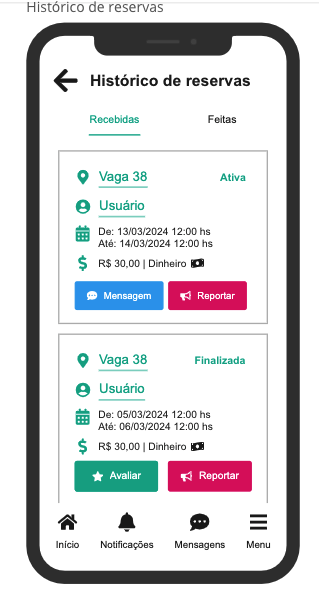 Histórico de reservas
Histórico de reservas
Recebidas Feitas
Vaga 38 Ativa
Usuário
De: 13/03/2024 12:00 hs
Até: 14/03/2024 12:00 hs
R$ 30,00 | Dinheiro
Mensagem Reportar
Vaga 38 Finalizada
Usuário
De: 05/03/2024 12:00 hs
Até: 06/03/2024 12:00 hs
R$ 30,00 | Dinheiro
Avaliar Reportar
Início Notificações Mensagens Menu